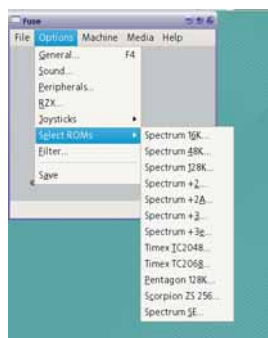 Fuse
File Options Machine Media Help
General... F4
Sound...
Peripherals...
RZX...
Joysticks
Select ROMs
Filter...
Save
Spectrum 16K...
Spectrum 48K...
Spectrum 128K...
Spectrum +2...
Spectrum +2A...
Spectrum +3...
Spectrum +3e...
Timex TC2048...
Timex TC2068...
Pentagon 128K...
Scorpion ZS 256...
Spectrum SE...